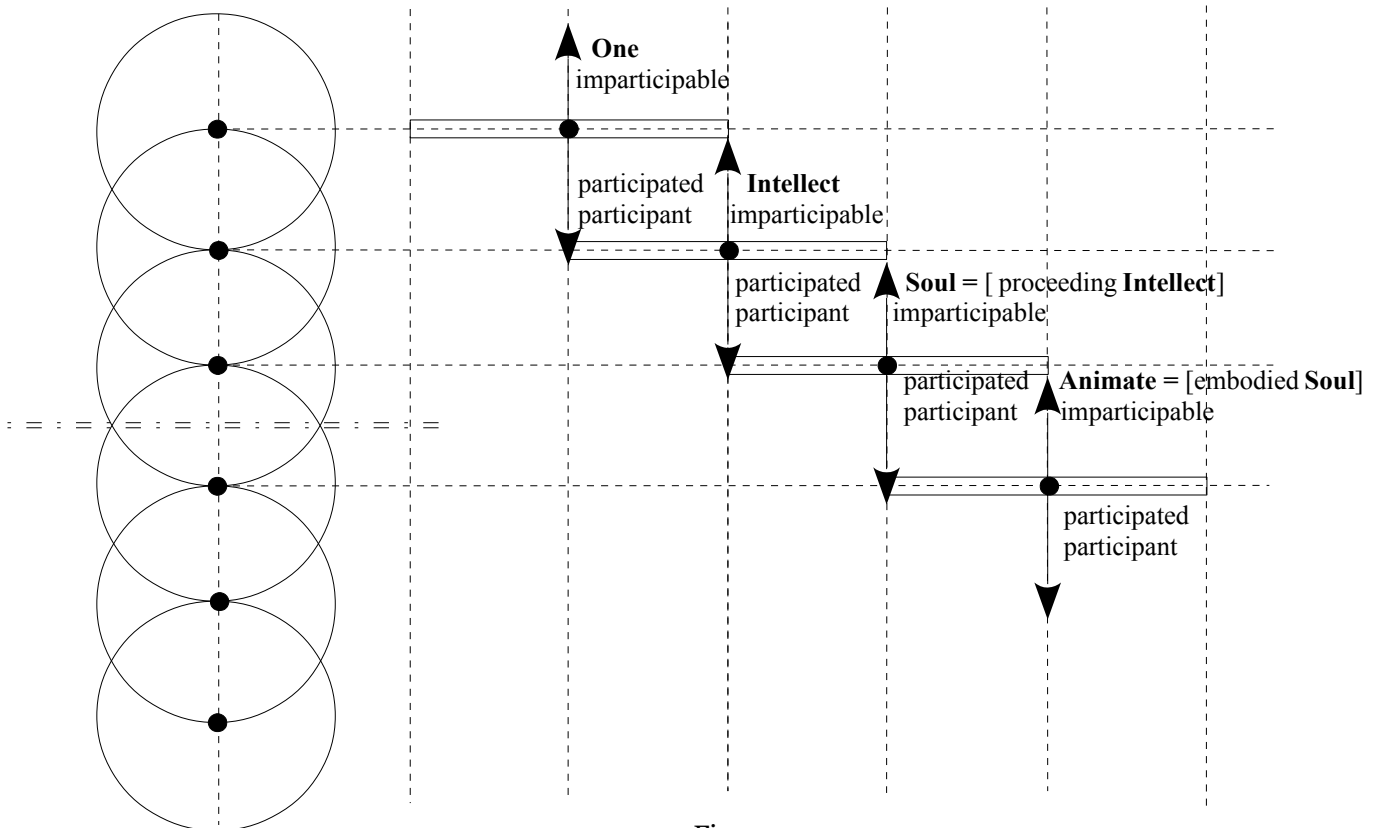 One
imparticipable
participated
participant
Intellect
imparticipable
participated
participant
Soul = [ proceeding Intellect]
imparticipable
participated
participant
Animate = [embodied Soul]
imparticipable
participated
participant